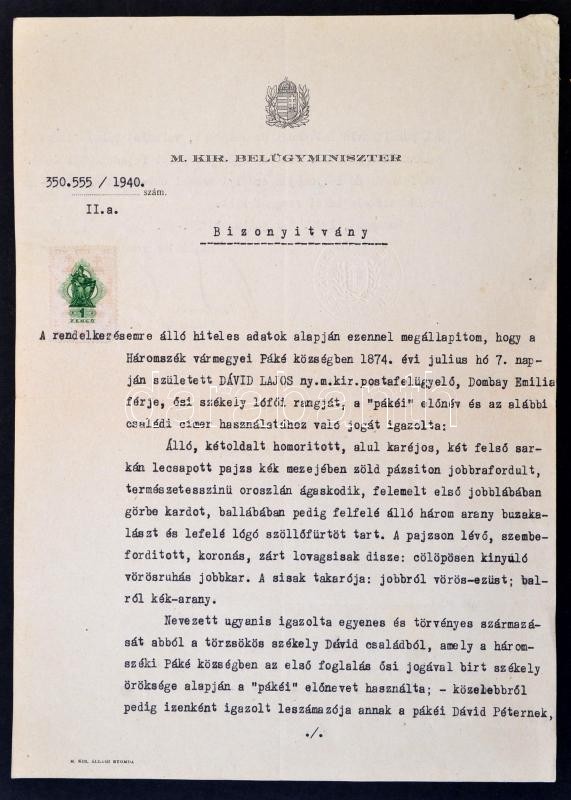 M. KIR. BELÜGYMINISZTER
350.555 / 1940.
szám.
II.a.
Bizonyitvány
1
PENGŐ
A rendelkezésemre álló hiteles adatok alapján ezennel megállapitom, hogy a
Háromszék vármegyei Páké községben 1874. évi julius hó 7. nap-
ján született DÁVID LAJOS ny.m.kir.postafelügyelő, Dombay Emilia
férje, ősi székely lófői rangját, a "pákéi" előnév és az alábbi
családi cimer használatához való jogát igazolta:
Álló, kétoldalt homoritott, alul karéjos, két felső sar-
kán lecsapott pajzs kék mezejében zöld pázsiton jobbrafordult,
természetesszinü oroszlán ágaskodik, felemelt első jobblábában
görbe kardot, ballábában pedig felfelé álló három arany buzaka-
lászt és lefelé lógó szöllőfürtöt tart. A pajzson lévő, szembe-
forditott, koronás, zárt lovagsisak disze: cölöpösen kinyúló
vörösruhás jobbkar. A sisak takarója: jobbról vörös-ezüst; bal-
ról kék-arany.
Nevezett ugyanis igazolta egyenes és törvényes származá-
sát abból a törzsökös székely Dávid családból, amely a három-
széki Páké községben az első foglalás ősi jogával birt székely
öröksége alapján a "pákéi" előnevet használta; - közelebbről
pedig izenként igazolt leszámazója annak a pákéi Dávid Péternek,
./.
M. KIR. ÁLLAMI NYOMDA
darabanth